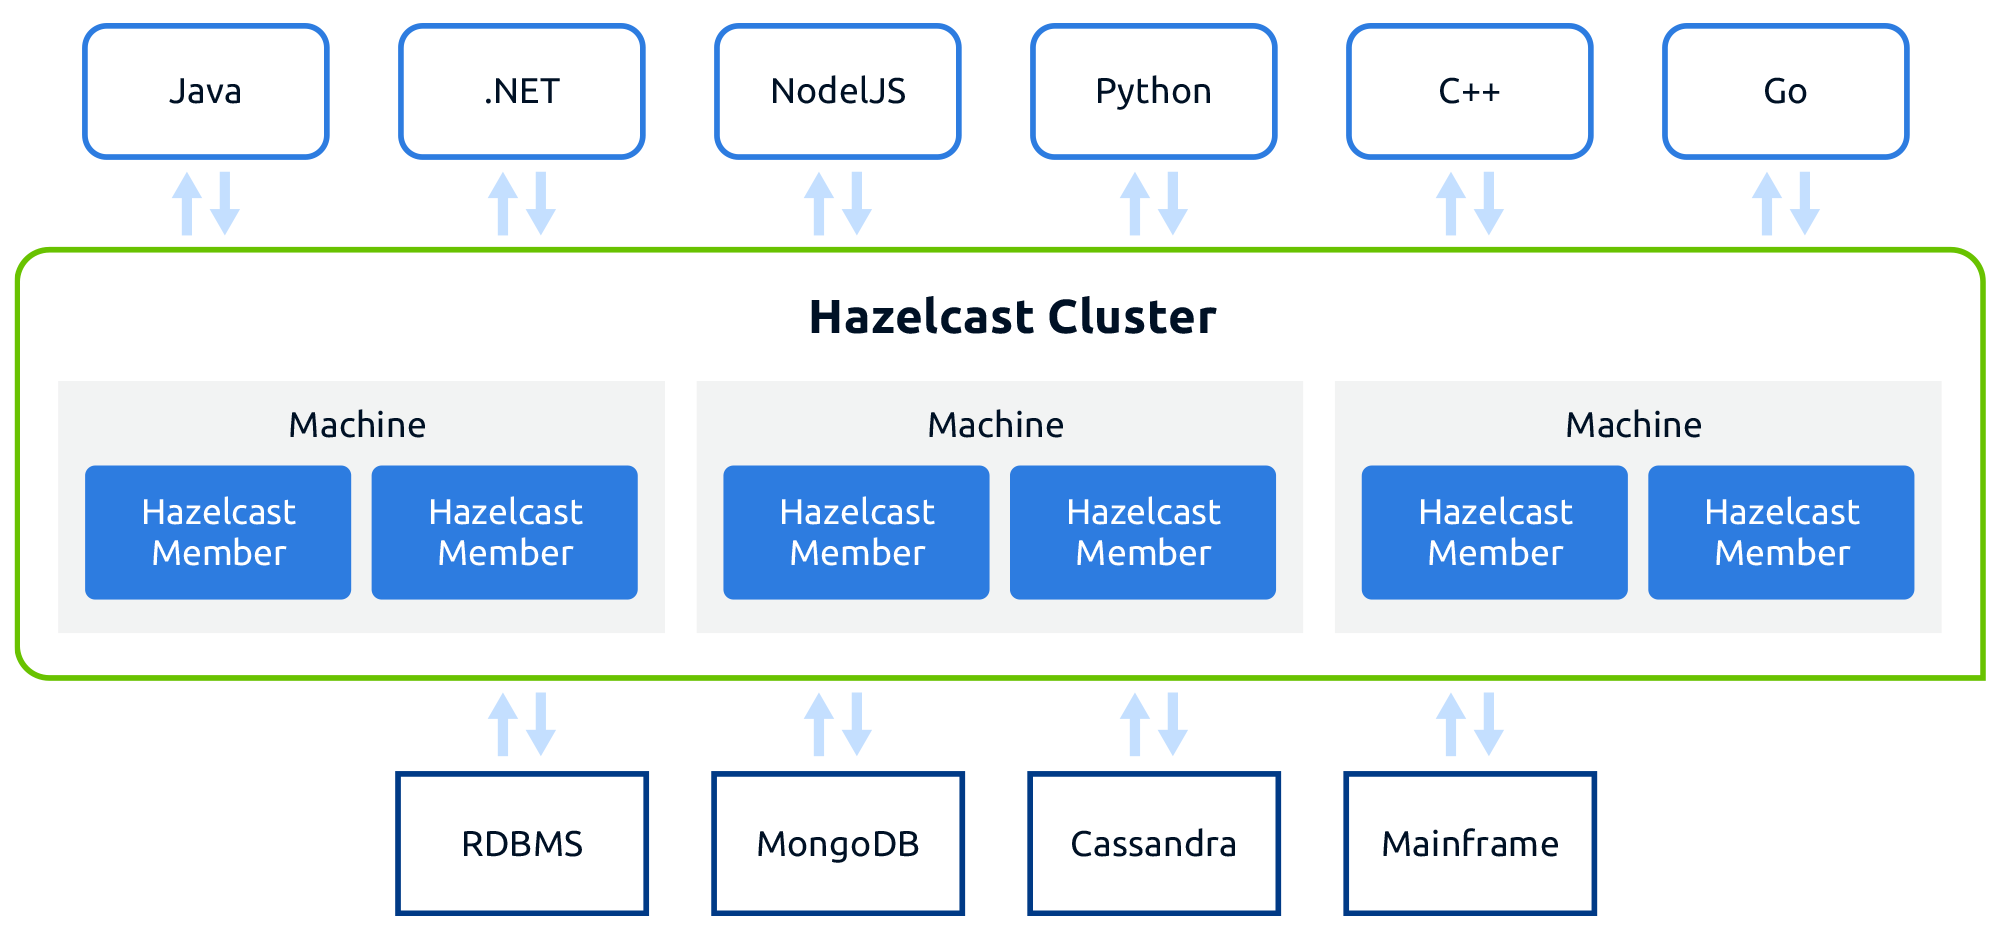 Java
.NET
NodelJS
Python
C++
Go
Hazelcast Cluster
Machine
Hazelcast
Member
Hazelcast
Member
Machine
Hazelcast
Member
Hazelcast
Member
Machine
Hazelcast
Member
Hazelcast
Member
RDBMS
MongoDB
Cassandra
Mainframe